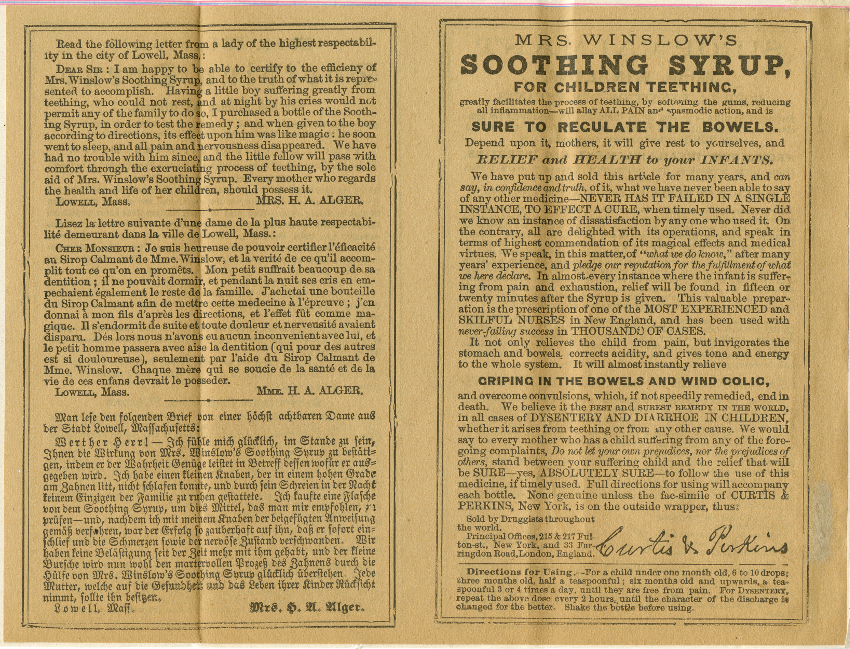 Read the following letter from a lady of the highest respectabil-
ity in the city of Lowell, Mass.:
DEAR SIR: I am happy to be able to certify to the efficieny of
Mrs. Winslow's Soothing Syrup, and to the truth of what it is repre-
sented to accomplish. Having a little boy suffering greatly from
teething, who could not rest, and at night by his cries would not
permit any of the family to do so, I purchased a bottle of the Sooth-
ing Syrup, in order to test the remedy; and when given to the boy
according to directions, its effect upon him was like magic: he soon
went to sleep, and all pain and nervousness disappeared. We have
had no trouble with him since, and the little fellow will pass with
comfort through the excruciating process of teething, by the sole
aid of Mrs. Winslow's Soothing Syrup. Every mother who regards
the health and life of her children, should possess it.
LOWELL, Mass. MRS. H. A. ALGER.
Lisez la lettre suivante d'une dame de la plus haute respectabi-
lité demeurant dans la ville de Lowell, Mass.:
CHER MONSIEUR: Je suis heureuse de pouvoir certifier l'éficacité
au Sirop Calmant de Mme. Winslow, et la verité de ce qu'il accom-
plit tout ce qu'on en promêts. Mon petit suffrait beaucoup de sa
dentition; il ne pouvait dormir, et pendant la nuit ses cris en em-
pechaient également le reste de la famille. J'achetai une bouteille
du Sirop Calmant afin de mettre cette medecine à l'épreuve; j'en
donnai à mon fils d'après les directions, et l'effet fût comme ma-
gique. Il s'endormit de suite et toute douleur et nerveusité avaient
disparu. Dès lors nous n'avons eu aucun inconvenient avec lui, et
le petit homme passera avec aise la dentition (qui pour des autres
est si douloureuse), seulement par l'aide du Sirop Calmant de
Mme. Winslow. Chaque mère qui se soucie de la santé et de la
vie de ces enfans devrait le posseder.
LOWELL, Mass. MME. H. A. ALGER.
Man lese den folgenden Brief von einer höchst achtbaren Dame aus
der Stadt Lowell, Massachusetts:
Werther Herr! — Ich fühle mich glücklich, im Stande zu sein,
Ihnen die Wirkung von Mrs. Winslow's Soothing Syrup zu bestäti-
gen, indem er der Wahrheit Genüge leistet in Betreff dessen wofür er aus-
gegeben wird. Ich habe einen kleinen Knaben, der in einem hohen Grade
am Zahnen litt, nicht schlafen konnte, und durch sein Schreien in der Nacht
keinem Einzigen der Familie zu ruhen gestattete. Ich kaufte eine Flasche
von dem Soothing Syrup, um dies Mittel, das man mir empfohlen, zu
prüfen—und, nachdem ich mit meinem Knaben der beigefügten Anweisung
gemäß verfahren, war der Erfolg so zauberhaft auf ihn, daß er sofort ein-
schlief und die Schmerzen sowie der nervöse Zustand verschwanden. Wir
haben keine Belästigung seit der Zeit mehr mit ihm gehabt, und der kleine
Bursche wird nun wohl den martervollen Prozeß des Zahnens durch die
Hülfe von Mrs. Winslow's Soothing Syrup glücklich überstehen. Jede
Mutter, welche auf die Gesundheit und das Leben ihrer Kinder Rücksicht
nimmt, sollte ihn besitzen.
Lowell, Mass. Mrs. H. A. Alger.
MRS. WINSLOW'S
SOOTHING SYRUP,
FOR CHILDREN TEETHING,
greatly facilitates the process of teething, by softening the gums, reducing
all inflammation—will allay ALL PAIN and spasmodic action, and is
SURE TO REGULATE THE BOWELS.
Depend upon it, mothers, it will give rest to yourselves, and
RELIEF and HEALTH to your INFANTS.
We have put up and sold this article for many years, and can
say, in confidence and truth, of it, what we have never been able to say
of any other medicine—NEVER HAS IT FAILED IN A SINGLE
INSTANCE, TO EFFECT A CURE, when timely used. Never did
we know an instance of dissatisfaction by any one who used it. On
the contrary, all are delighted with its operations, and speak in
terms of highest commendation of its magical effects and medical
virtues. We speak, in this matter, of "what we do know," after many
years' experience, and pledge our reputation for the fulfillment of what
we here declare. In almost every instance where the infant is suffer-
ing from pain and exhaustion, relief will be found in fifteen or
twenty minutes after the Syrup is given. This valuable prepar-
ation is the prescription of one of the MOST EXPERIENCED and
SKILFUL NURSES in New England, and has been used with
never-failing success in THOUSANDS OF CASES.
It not only relieves the child from pain, but invigorates the
stomach and bowels, corrects acidity, and gives tone and energy
to the whole system. It will almost instantly relieve
GRIPING IN THE BOWELS AND WIND COLIC,
and overcome convulsions, which, if not speedily remedied, end in
death. We believe it the BEST and SUREST REMEDY IN THE WORLD,
in all cases of DYSENTERY AND DIARRHOE IN CHILDREN,
whether it arises from teething or from any other cause. We would
say to every mother who has a child suffering from any of the fore-
going complaints, Do not let your own prejudices, nor the prejudices of
others, stand between your suffering child and the relief that will
be SURE—yes, ABSOLUTELY SURE—to follow the use of this
medicine, if timely used. Full directions for using will accompany
each bottle. None genuine unless the fac-simile of CURTIS &
PERKINS, New York, is on the outside wrapper, thus:
Sold by Druggists throughout
the world.
Principal Offices, 215 & 217 Ful
ton-st., New York, and 33 Far
ringdon Road, London, England.
Curtis & Perkins
Directions for Using.—For a child under one month old, 6 to 10 drops;
three months old, half a teaspoonful; six months old and upwards, a tea-
spoonful 3 or 4 times a day, until they are free from pain. For DYSENTERY,
repeat the above dose every 2 hours, until the character of the discharge is
changed for the better. Shake the bottle before using.